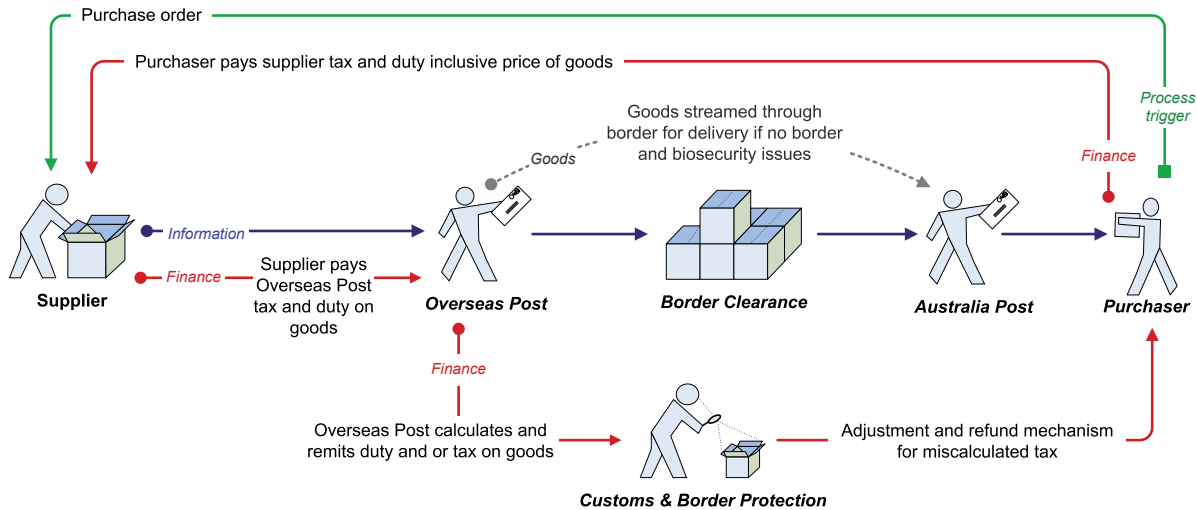 Purchase order
Purchaser pays supplier tax and duty inclusive price of goods
Process
trigger
Goods streamed through
border for delivery if no border
and biosecurity issues
Goods
Finance
Information
Finance
Supplier pays
Overseas Post
tax and duty on
goods
Supplier
Overseas Post
Border Clearance
Australia Post
Purchaser
Finance
Overseas Post calculates and
remits duty and or tax on goods
Adjustment and refund mechanism
for miscalculated tax
Customs & Border Protection